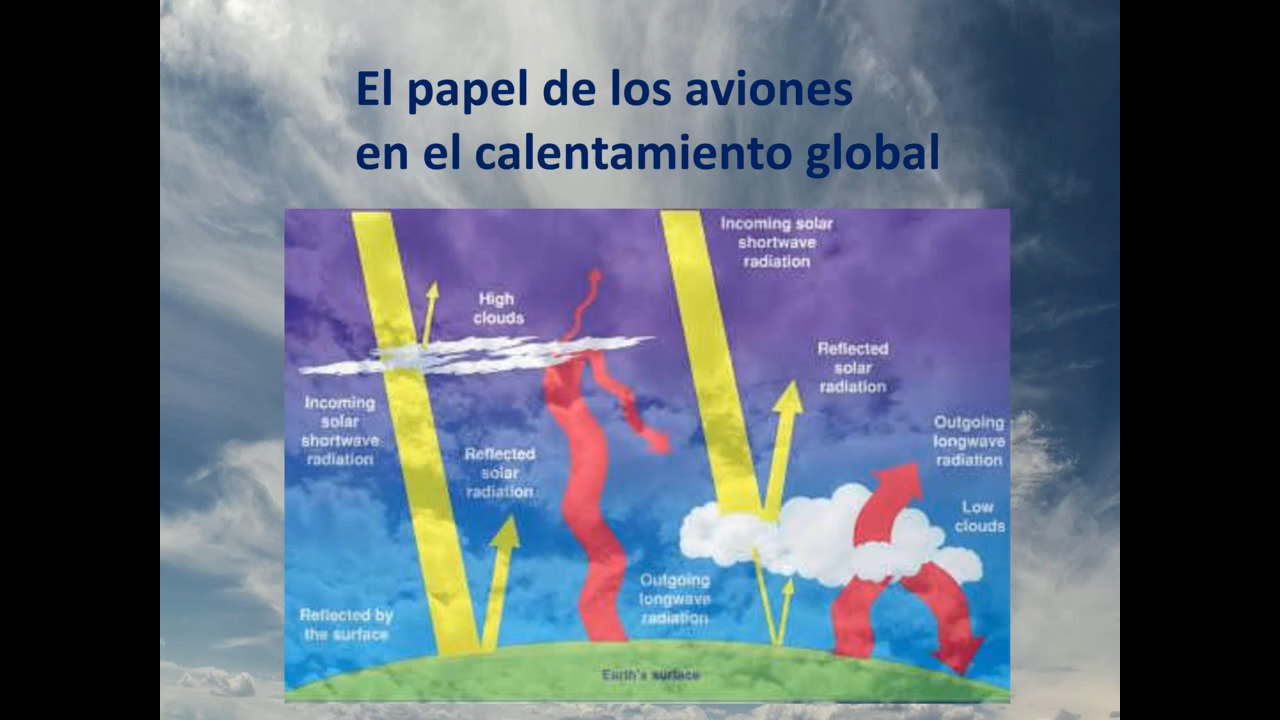 El papel de los aviones
en el calentamiento global
Incoming solar
shortwave
radiation
High
clouds
Reflected
solar
radiation
Incoming
solar
shortwave
radiation
Outgoing
longwave
radiation
Reflected
solar
radiation
Low
clouds
Outgoing
longwave
radiation
Reflected by
the surface
Earth's surface